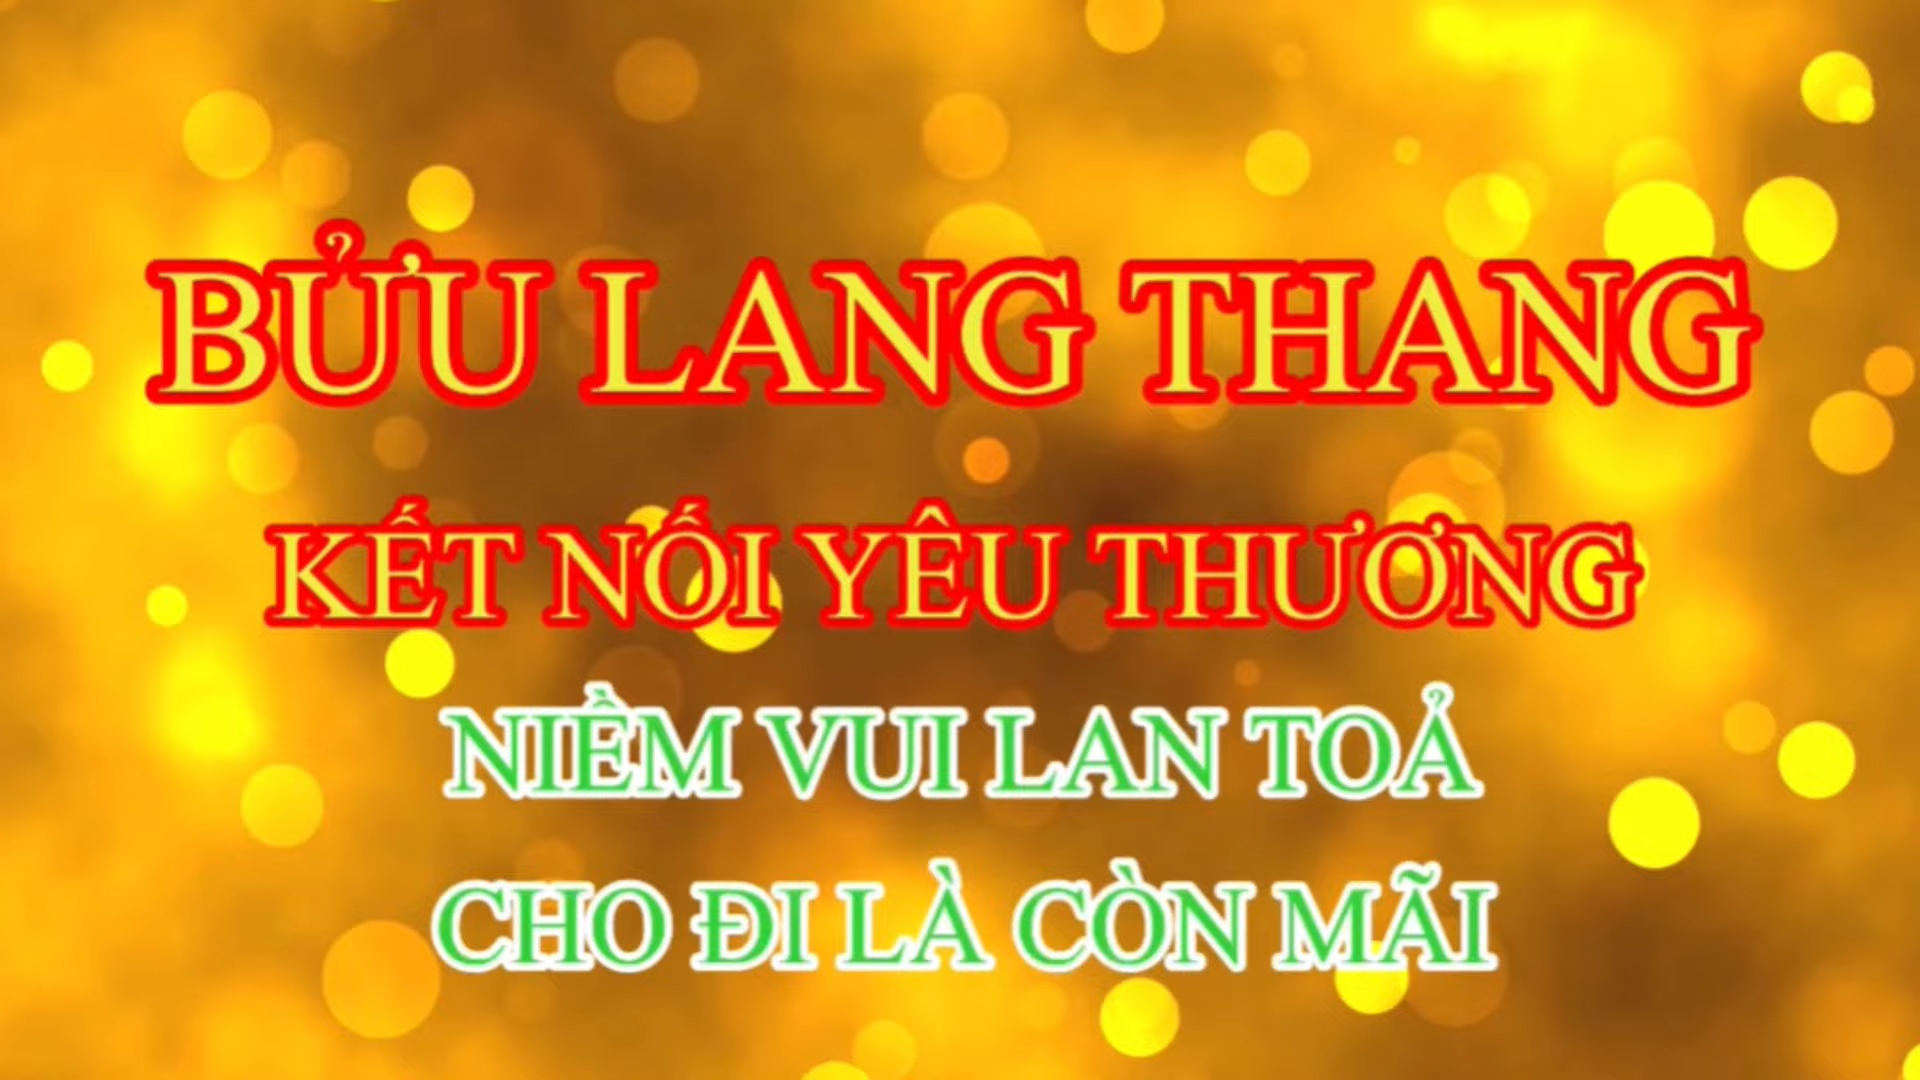 BỬU LANG THANG
KẾT NỐI YÊU THƯƠNG
NIỀM VUI LAN TOẢ
CHO ĐI LÀ CÒN MÃI